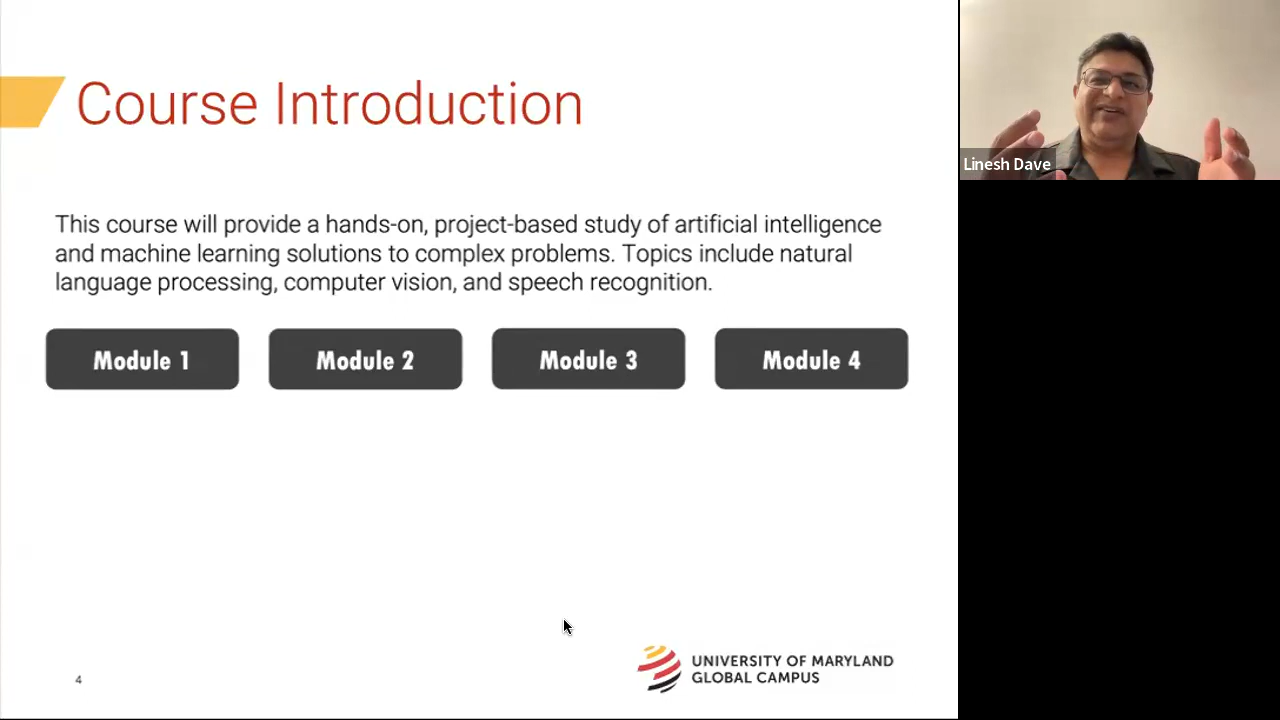 Course Introduction
This course will provide a hands-on, project-based study of artificial intelligence
and machine learning solutions to complex problems. Topics include natural
language processing, computer vision, and speech recognition.
Module 1
Module 2
Module 3
Module 4
4
UNIVERSITY OF MARYLAND
GLOBAL CAMPUS
Linesh Dave